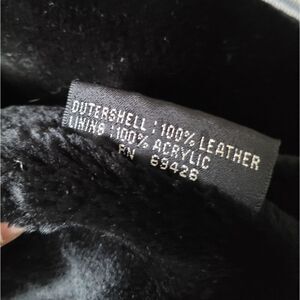 OUTERSHELL : 100% LEATHER
LINING : 100% ACRYLIC
RN 69426